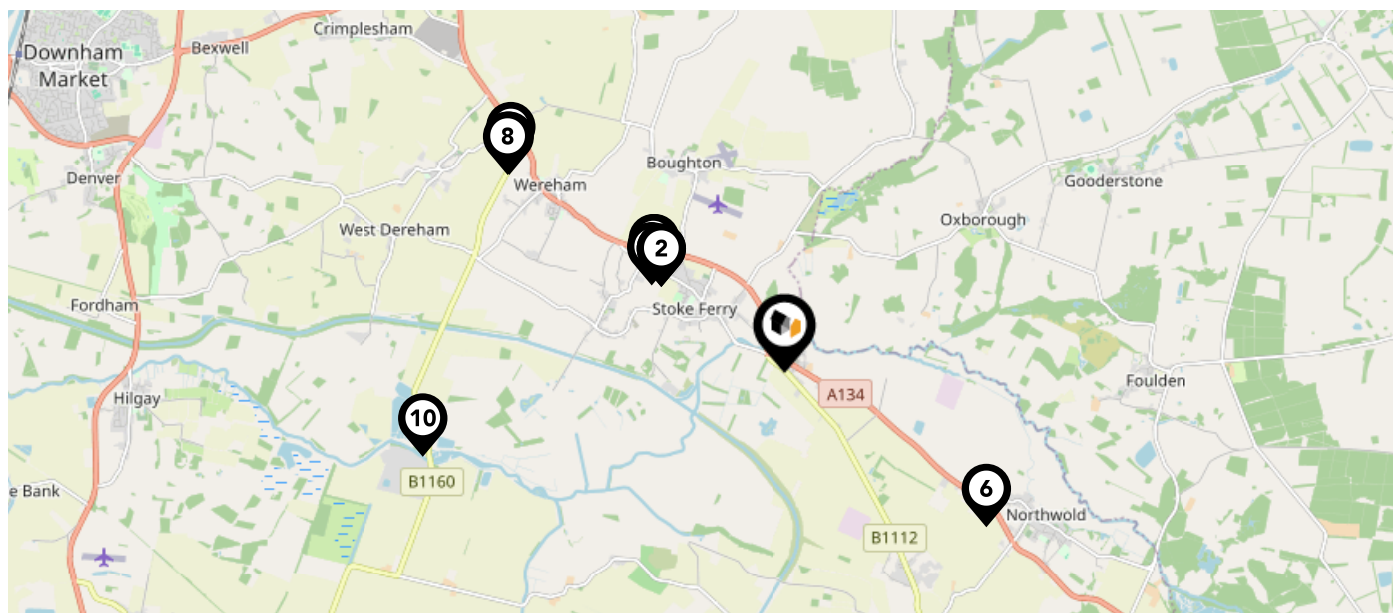 Crimplesham
Downham
Market
Bexwell
8
Boughton
Denver
Wereham
Gooderstone
Oxborough
West Dereham
2
Fordham
Stoke Ferry
Foulden
A134
Hilgay
10
B1160
6
e Bank
Northwold
B1112